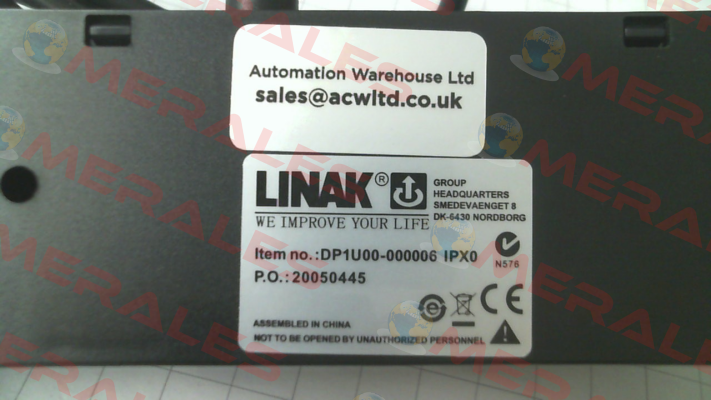 Automation Warehouse Ltd
sales@acwltd.co.uk
LINAK®
WE IMPROVE YOUR LIFE
GROUP
HEADQUARTERS
SMEDEVAENGET 8
DK-6430 NORDBORG
Item no.:DP1U00-000006 IPX0
P.O.:20050445
N576
CE
ASSEMBLED IN CHINA
NOT TO BE OPENED BY UNAUTHORIZED PERSONNEL
MERALES
MERALES
MERALES
MERALES
MERALES